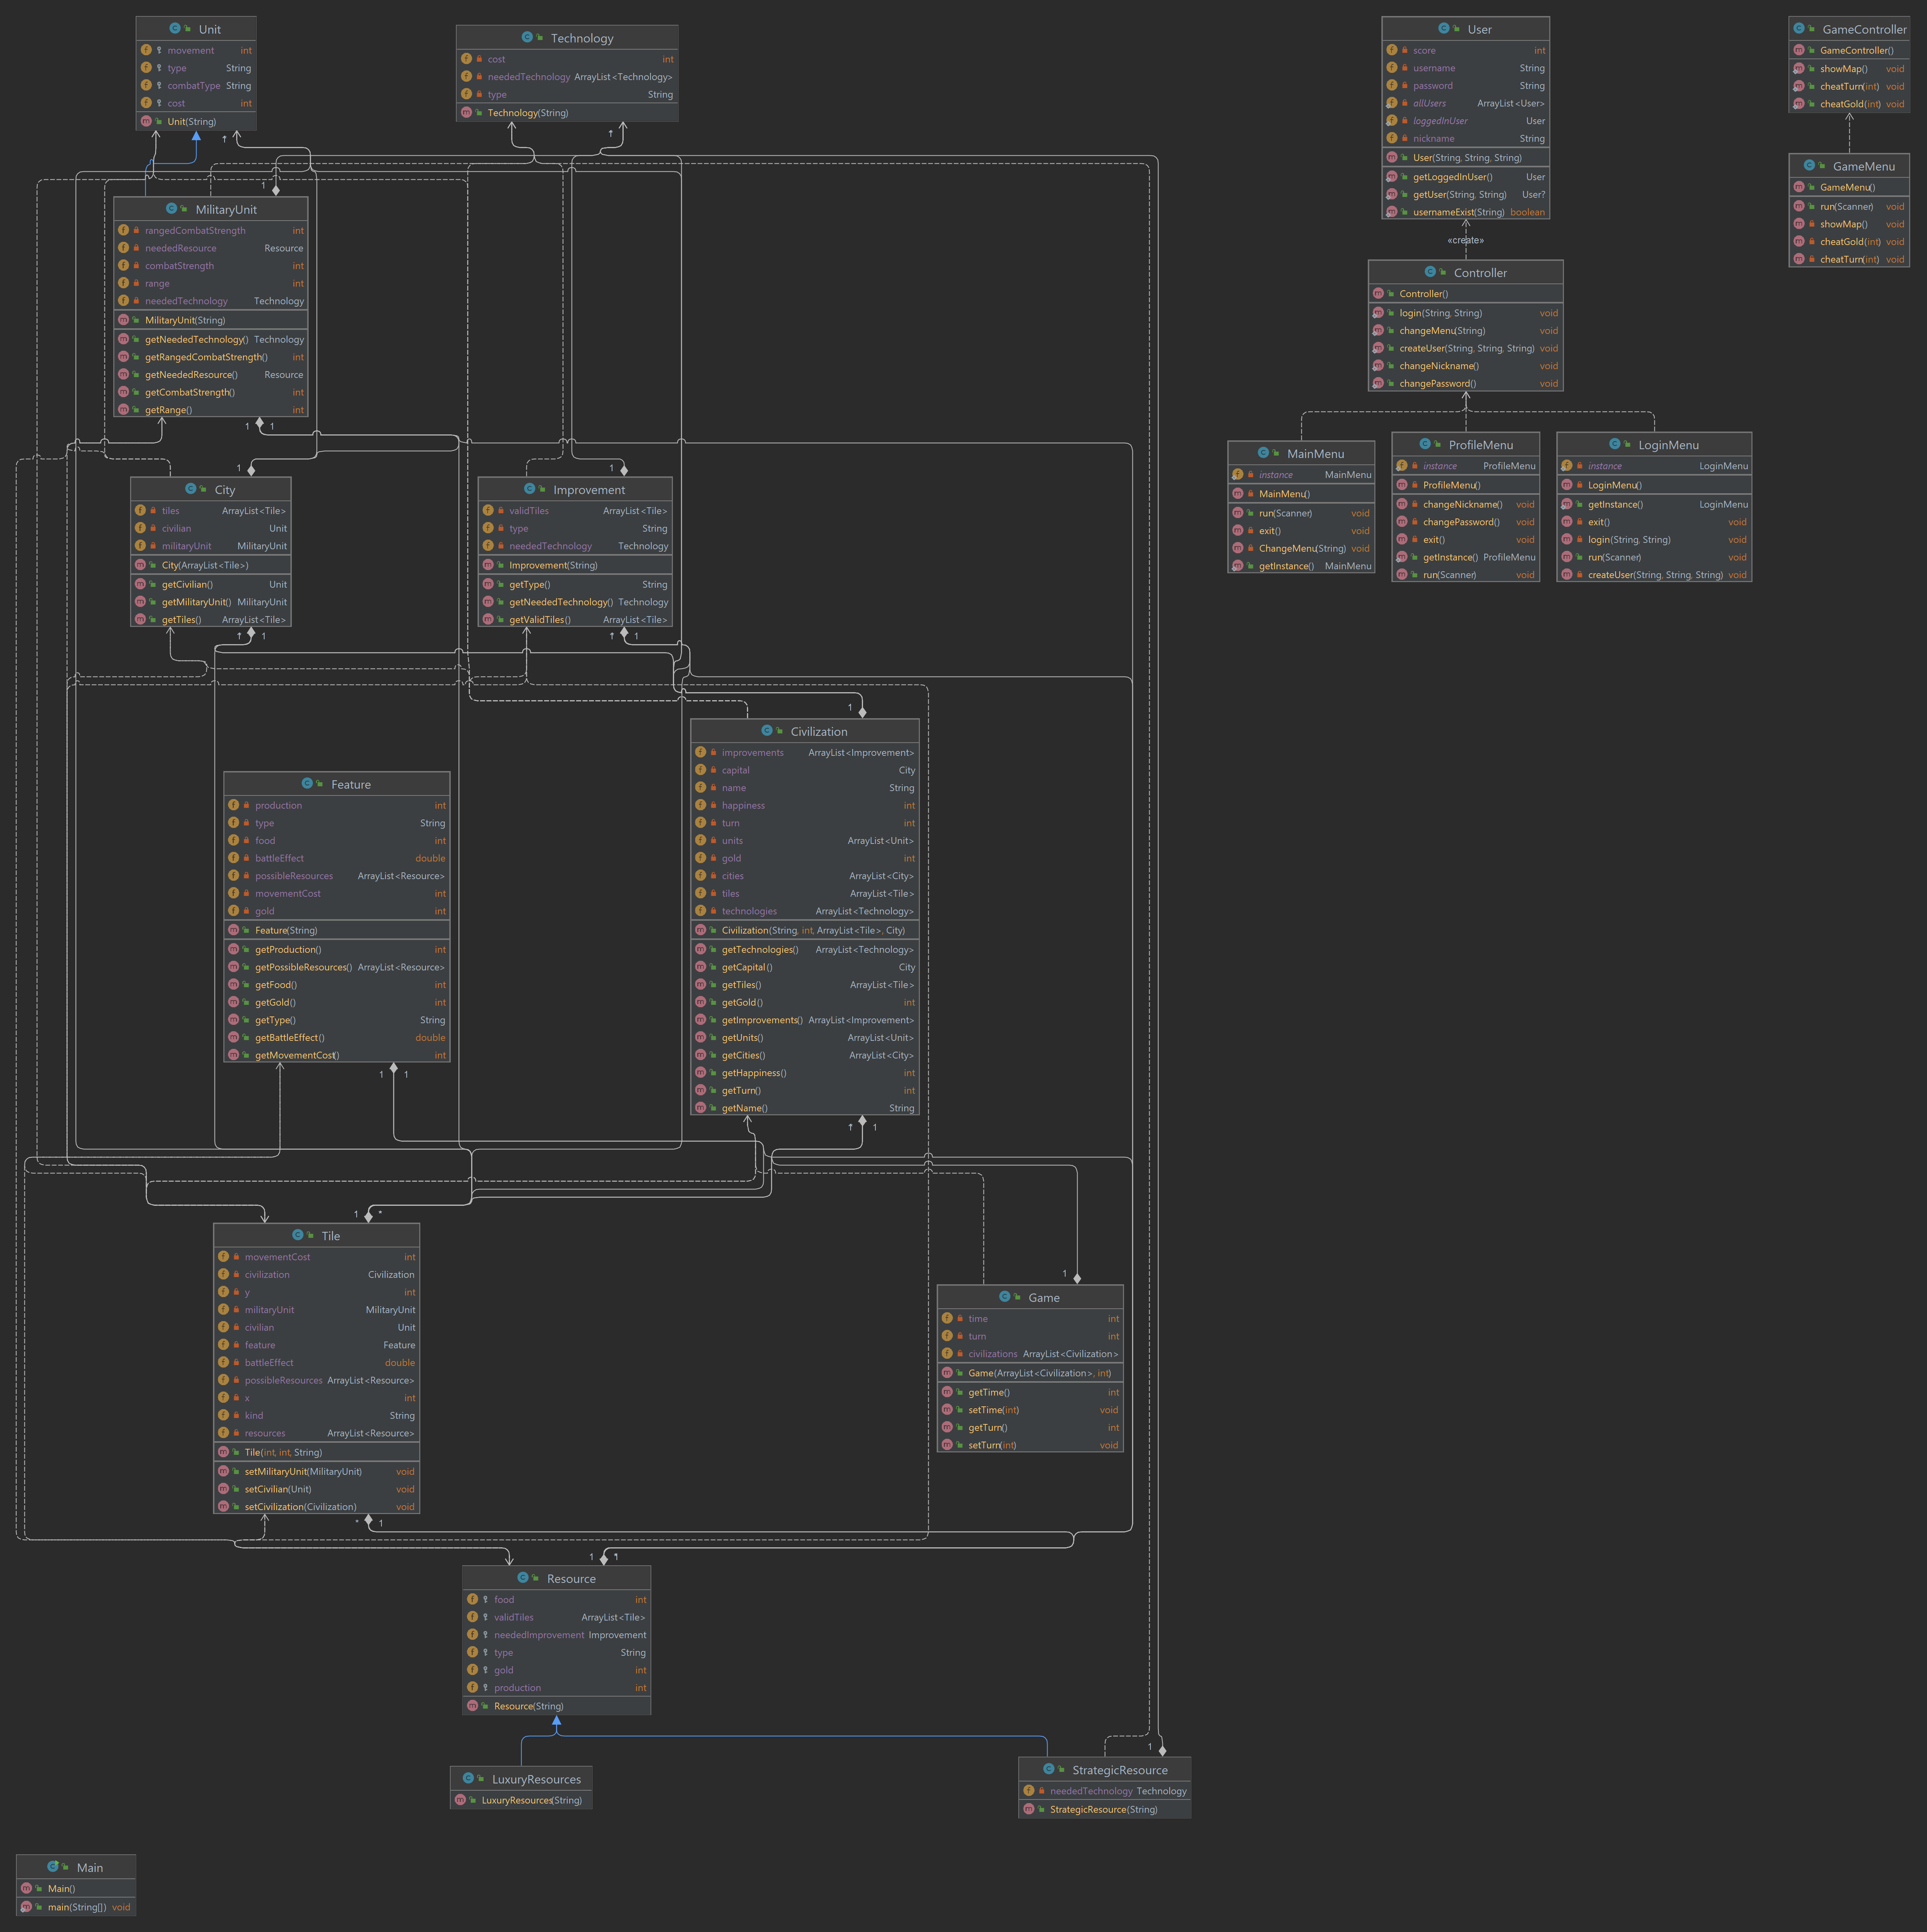 Unit
movement int
type String
combatType String
cost int
Unit(String)
Technology
cost int
neededTechnology ArrayList<Technology>
type String
Technology(String)
User
score int
username String
password String
allUsers ArrayList<User>
loggedInUser User
nickname String
User(String, String, String)
getLoggedInUser() User
getUser(String, String) User?
usernameExist(String) boolean
GameController
GameController()
showMap() void
cheatTurn(int) void
cheatGold(int) void
GameMenu
GameMenu()
run(Scanner) void
showMap() void
cheatGold(int) void
cheatTurn(int) void
«create»
Controller
Controller()
login(String, String) void
changeMenu(String) void
createUser(String, String, String) void
changeNickname() void
changePassword() void
MilitaryUnit
rangedCombatStrength int
neededResource Resource
combatStrength int
range int
neededTechnology Technology
MilitaryUnit(String)
getNeededTechnology() Technology
getRangedCombatStrength() int
getNeededResource() Resource
getCombatStrength() int
getRange() int
MainMenu
instance MainMenu
MainMenu()
run(Scanner) void
exit() void
ChangeMenu(String) void
getInstance() MainMenu
ProfileMenu
instance ProfileMenu
ProfileMenu()
changeNickname() void
changePassword() void
exit() void
getInstance() ProfileMenu
run(Scanner) void
LoginMenu
instance LoginMenu
LoginMenu()
getInstance() LoginMenu
exit() void
login(String, String) void
run(Scanner) void
createUser(String, String, String) void
City
tiles ArrayList<Tile>
civilian Unit
militaryUnit MilitaryUnit
City(ArrayList<Tile>)
getCivilian() Unit
getMilitaryUnit() MilitaryUnit
getTiles() ArrayList<Tile>
Improvement
validTiles ArrayList<Tile>
type String
neededTechnology Technology
Improvement(String)
getType() String
getNeededTechnology() Technology
getValidTiles() ArrayList<Tile>
Civilization
improvements ArrayList<Improvement>
capital City
name String
happiness int
turn int
units ArrayList<Unit>
gold int
cities ArrayList<City>
tiles ArrayList<Tile>
technologies ArrayList<Technology>
Civilization(String, int, ArrayList<Tile>, City)
getTechnologies() ArrayList<Technology>
getCapital() City
getTiles() ArrayList<Tile>
getGold() int
getImprovements() ArrayList<Improvement>
getUnits() ArrayList<Unit>
getCities() ArrayList<City>
getHappiness() int
getTurn() int
getName() String
Feature
production int
type String
food int
battleEffect double
possibleResources ArrayList<Resource>
movementCost int
gold int
Feature(String)
getProduction() int
getPossibleResources() ArrayList<Resource>
getFood() int
getGold() int
getType() String
getBattleEffect() double
getMovementCost() int
Tile
movementCost int
civilization Civilization
y int
militaryUnit MilitaryUnit
civilian Unit
feature Feature
battleEffect double
possibleResources ArrayList<Resource>
x int
kind String
resources ArrayList<Resource>
Tile(int, int, String)
setMilitaryUnit(MilitaryUnit) void
setCivilian(Unit) void
setCivilization(Civilization) void
Game
time int
turn int
civilizations ArrayList<Civilization>
Game(ArrayList<Civilization>, int)
getTime() int
setTime(int) void
getTurn() int
setTurn(int) void
Resource
food int
validTiles ArrayList<Tile>
neededImprovement Improvement
type String
gold int
production int
Resource(String)
LuxuryResources
LuxuryResources(String)
StrategicResource
neededTechnology Technology
StrategicResource(String)
Main
Main()
main(String[]) void